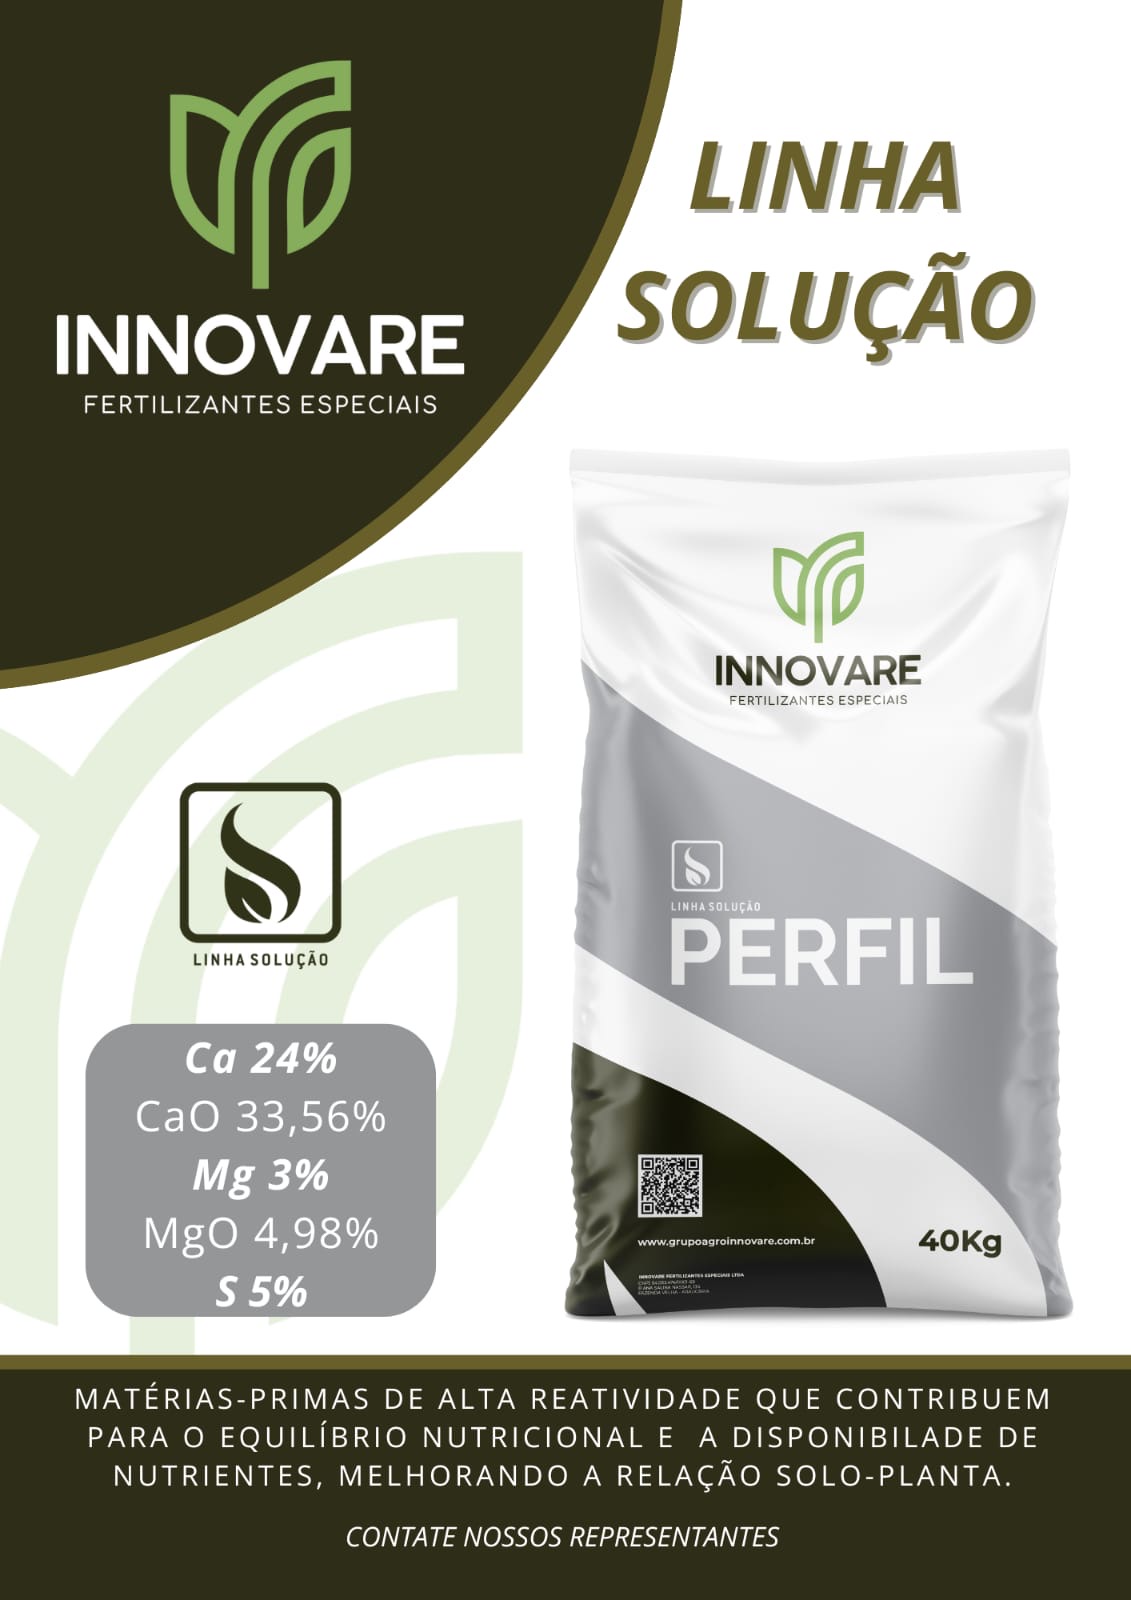 INNOVARE
FERTILIZANTES ESPECIAIS
LINHA
SOLUÇÃO
INNOVARE
FERTILIZANTES ESPECIAIS
LINHA SOLUÇÃO
PERFIL
LINHA SOLUÇÃO
Ca 24%
CaO 33,56%
Mg 3%
MgO 4,98%
S 5%
www.grupoagroinnovare.com.br
40Kg
INNOVARE FERTILIZANTES ESPECIAIS LTDA
MATÉRIAS-PRIMAS DE ALTA REATIVIDADE QUE CONTRIBUEM
PARA O EQUILÍBRIO NUTRICIONAL E A DISPONIBILADE DE
NUTRIENTES, MELHORANDO A RELAÇÃO SOLO-PLANTA.
CONTATE NOSSOS REPRESENTANTES